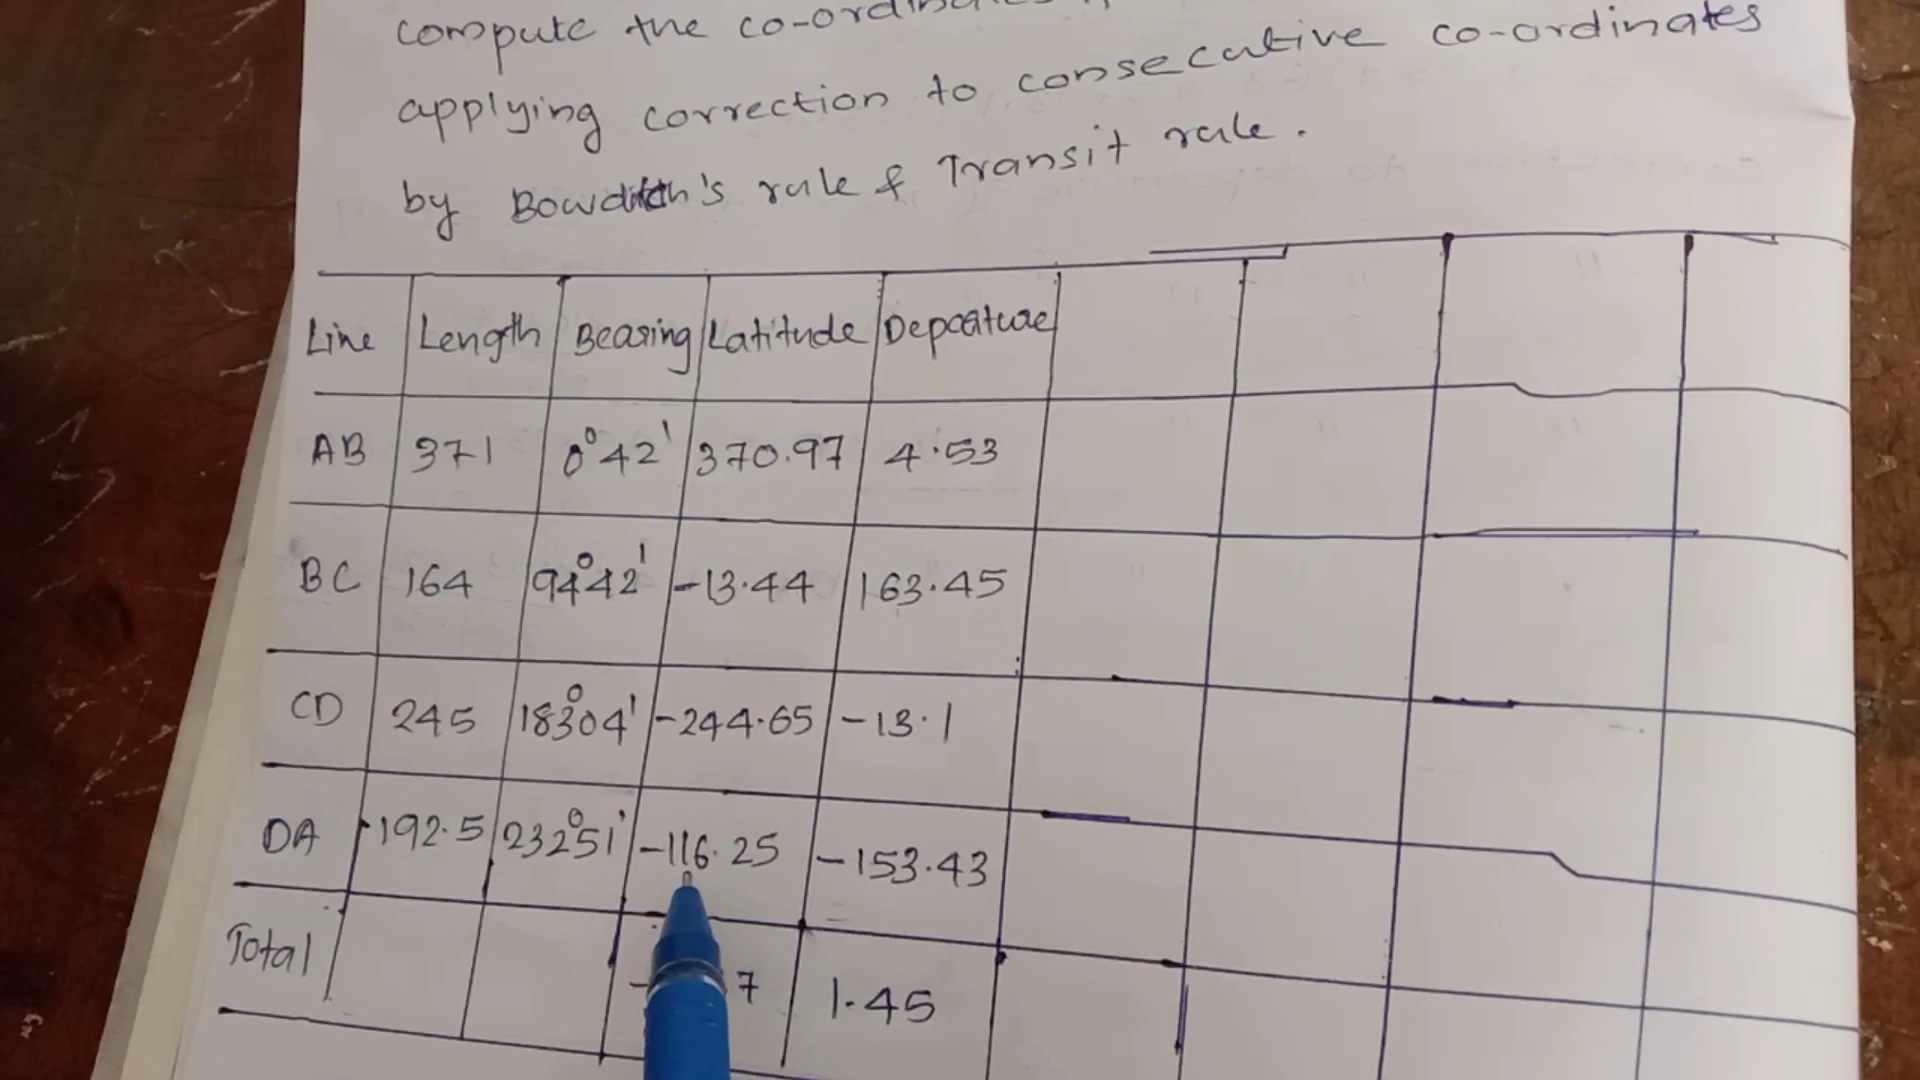 compute the co-ordinates
applying correction to consecutive co-ordinates
by Bowditch's rule & Transit rule.
Line Length Bearing Latitude Departure
AB 371 0°42' 370.97 4.53
BC 164 94°42' -13.44 163.45
CD 245 183°04' -244.65 -13.1
DA 192.5 232°51' -116.25 -153.43
Total - 7 1.45